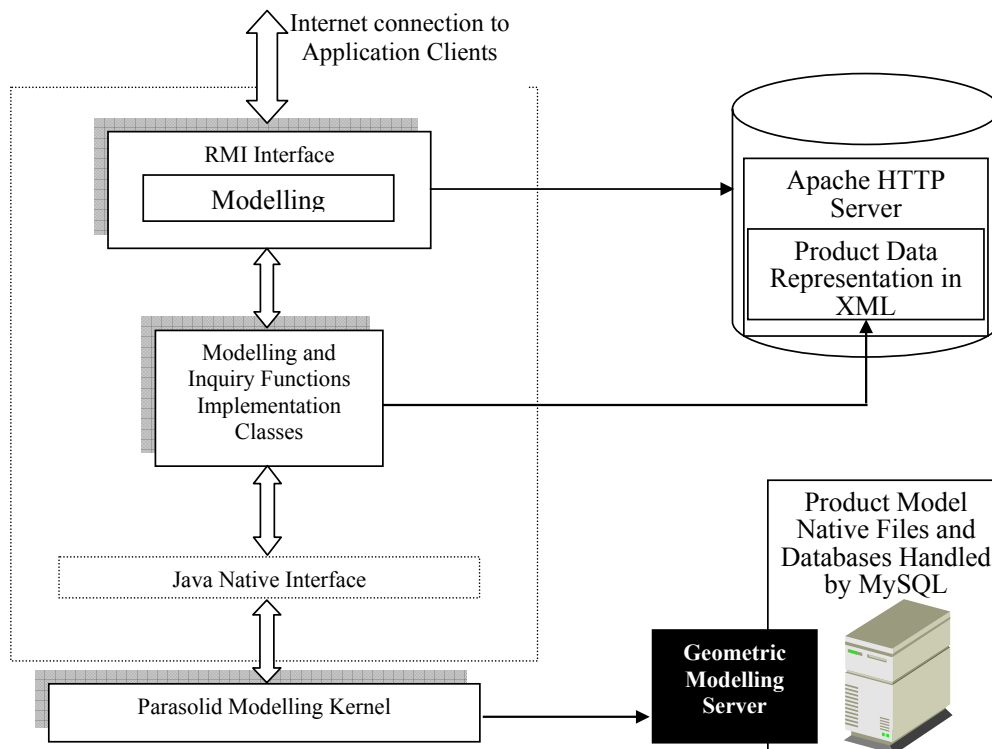 Internet connection to
Application Clients
RMI Interface
Modelling
Apache HTTP
Server
Product Data
Representation in
XML
Modelling and
Inquiry Functions
Implementation
Classes
Java Native Interface
Parasolid Modelling Kernel
Product Model
Native Files and
Databases Handled
by MySQL
Geometric
Modelling
Server